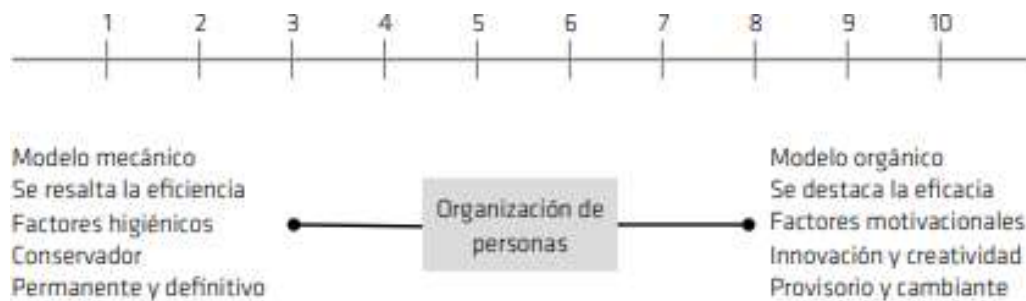 1 2 3 4 5 6 7 8 9 10
Modelo mecánico
Se resalta la eficiencia
Factores higiénicos
Conservador
Permanente y definitivo
Organización de
personas
Modelo orgánico
Se destaca la eficacia
Factores motivacionales
Innovación y creatividad
Provisorio y cambiante